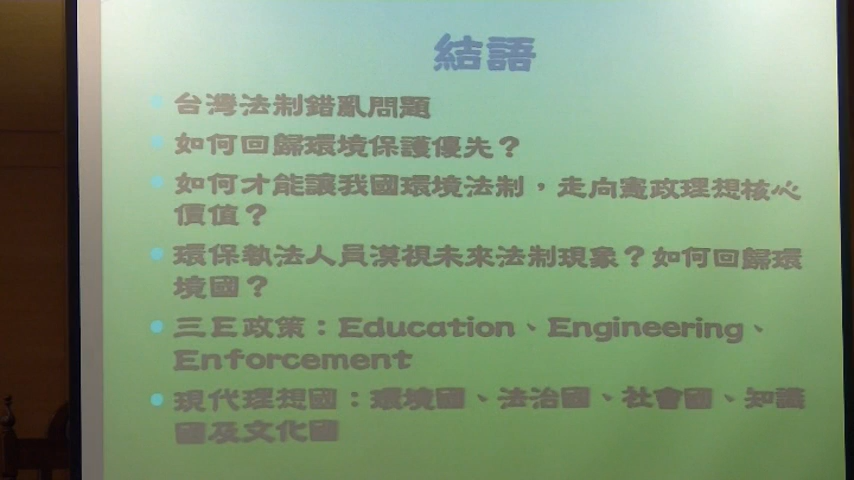 結語
台灣法制錯亂問題
如何回歸環境保護優先？
如何才能讓我國環境法制，走向憲政理想核心
價值？
環保執法人員漠視未來法制現象？如何回歸環
境國？
三E政策：Education、Engineering、
Enforcement
現代理想國：環境國、法治國、社會國、知識
國及文化國